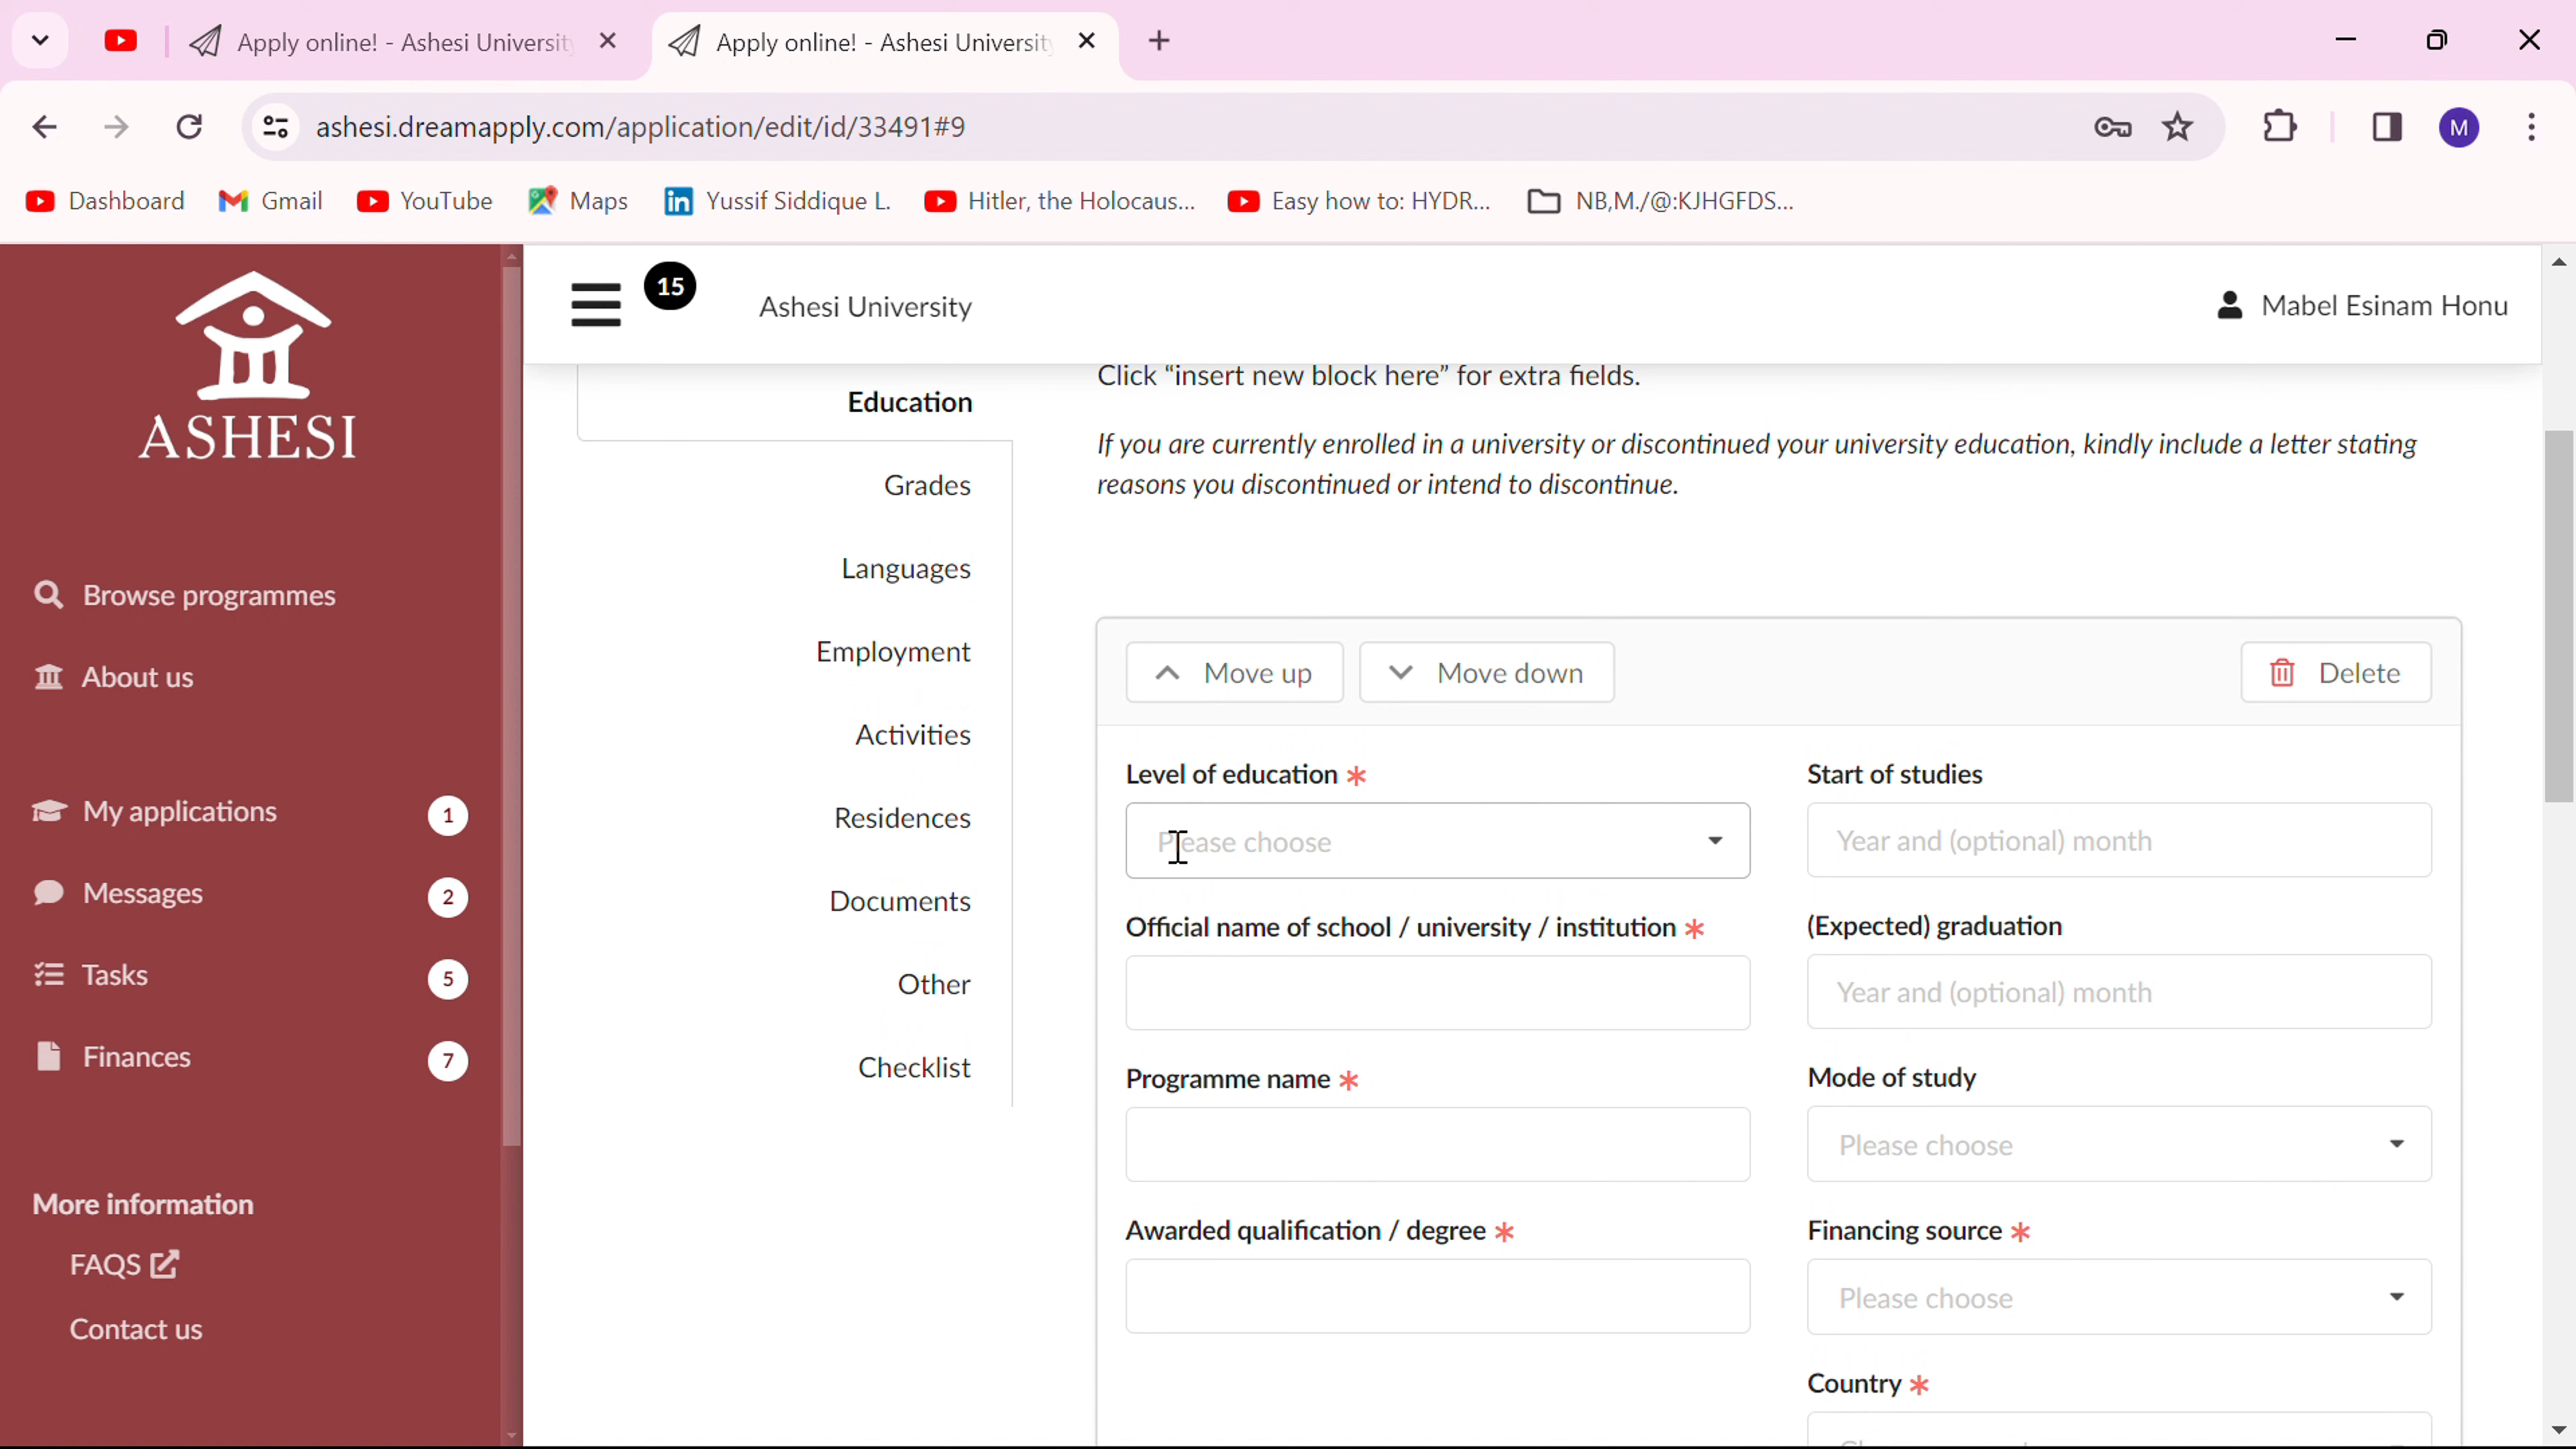 Apply online! - Ashesi University
Apply online! - Ashesi University
ashesi.dreamapply.com/application/edit/id/33491#9
M
Dashboard
Gmail
YouTube
Maps
Yussif Siddique L.
Hitler, the Holocaus...
Easy how to: HYDR...
NB,M./@:KJHGFDS...
ASHESI
Browse programmes
About us
My applications 1
Messages 2
Tasks 5
Finances 7
More information
FAQS
Contact us
15
Ashesi University
Mabel Esinam Honu
Education
Grades
Languages
Employment
Activities
Residences
Documents
Other
Checklist
Click “insert new block here” for extra fields.
If you are currently enrolled in a university or discontinued your university education, kindly include a letter stating
reasons you discontinued or intend to discontinue.
Move up
Move down
Delete
Level of education *
Please choose
Official name of school / university / institution *
Programme name *
Awarded qualification / degree *
Start of studies
Year and (optional) month
(Expected) graduation
Year and (optional) month
Mode of study
Please choose
Financing source *
Please choose
Country *